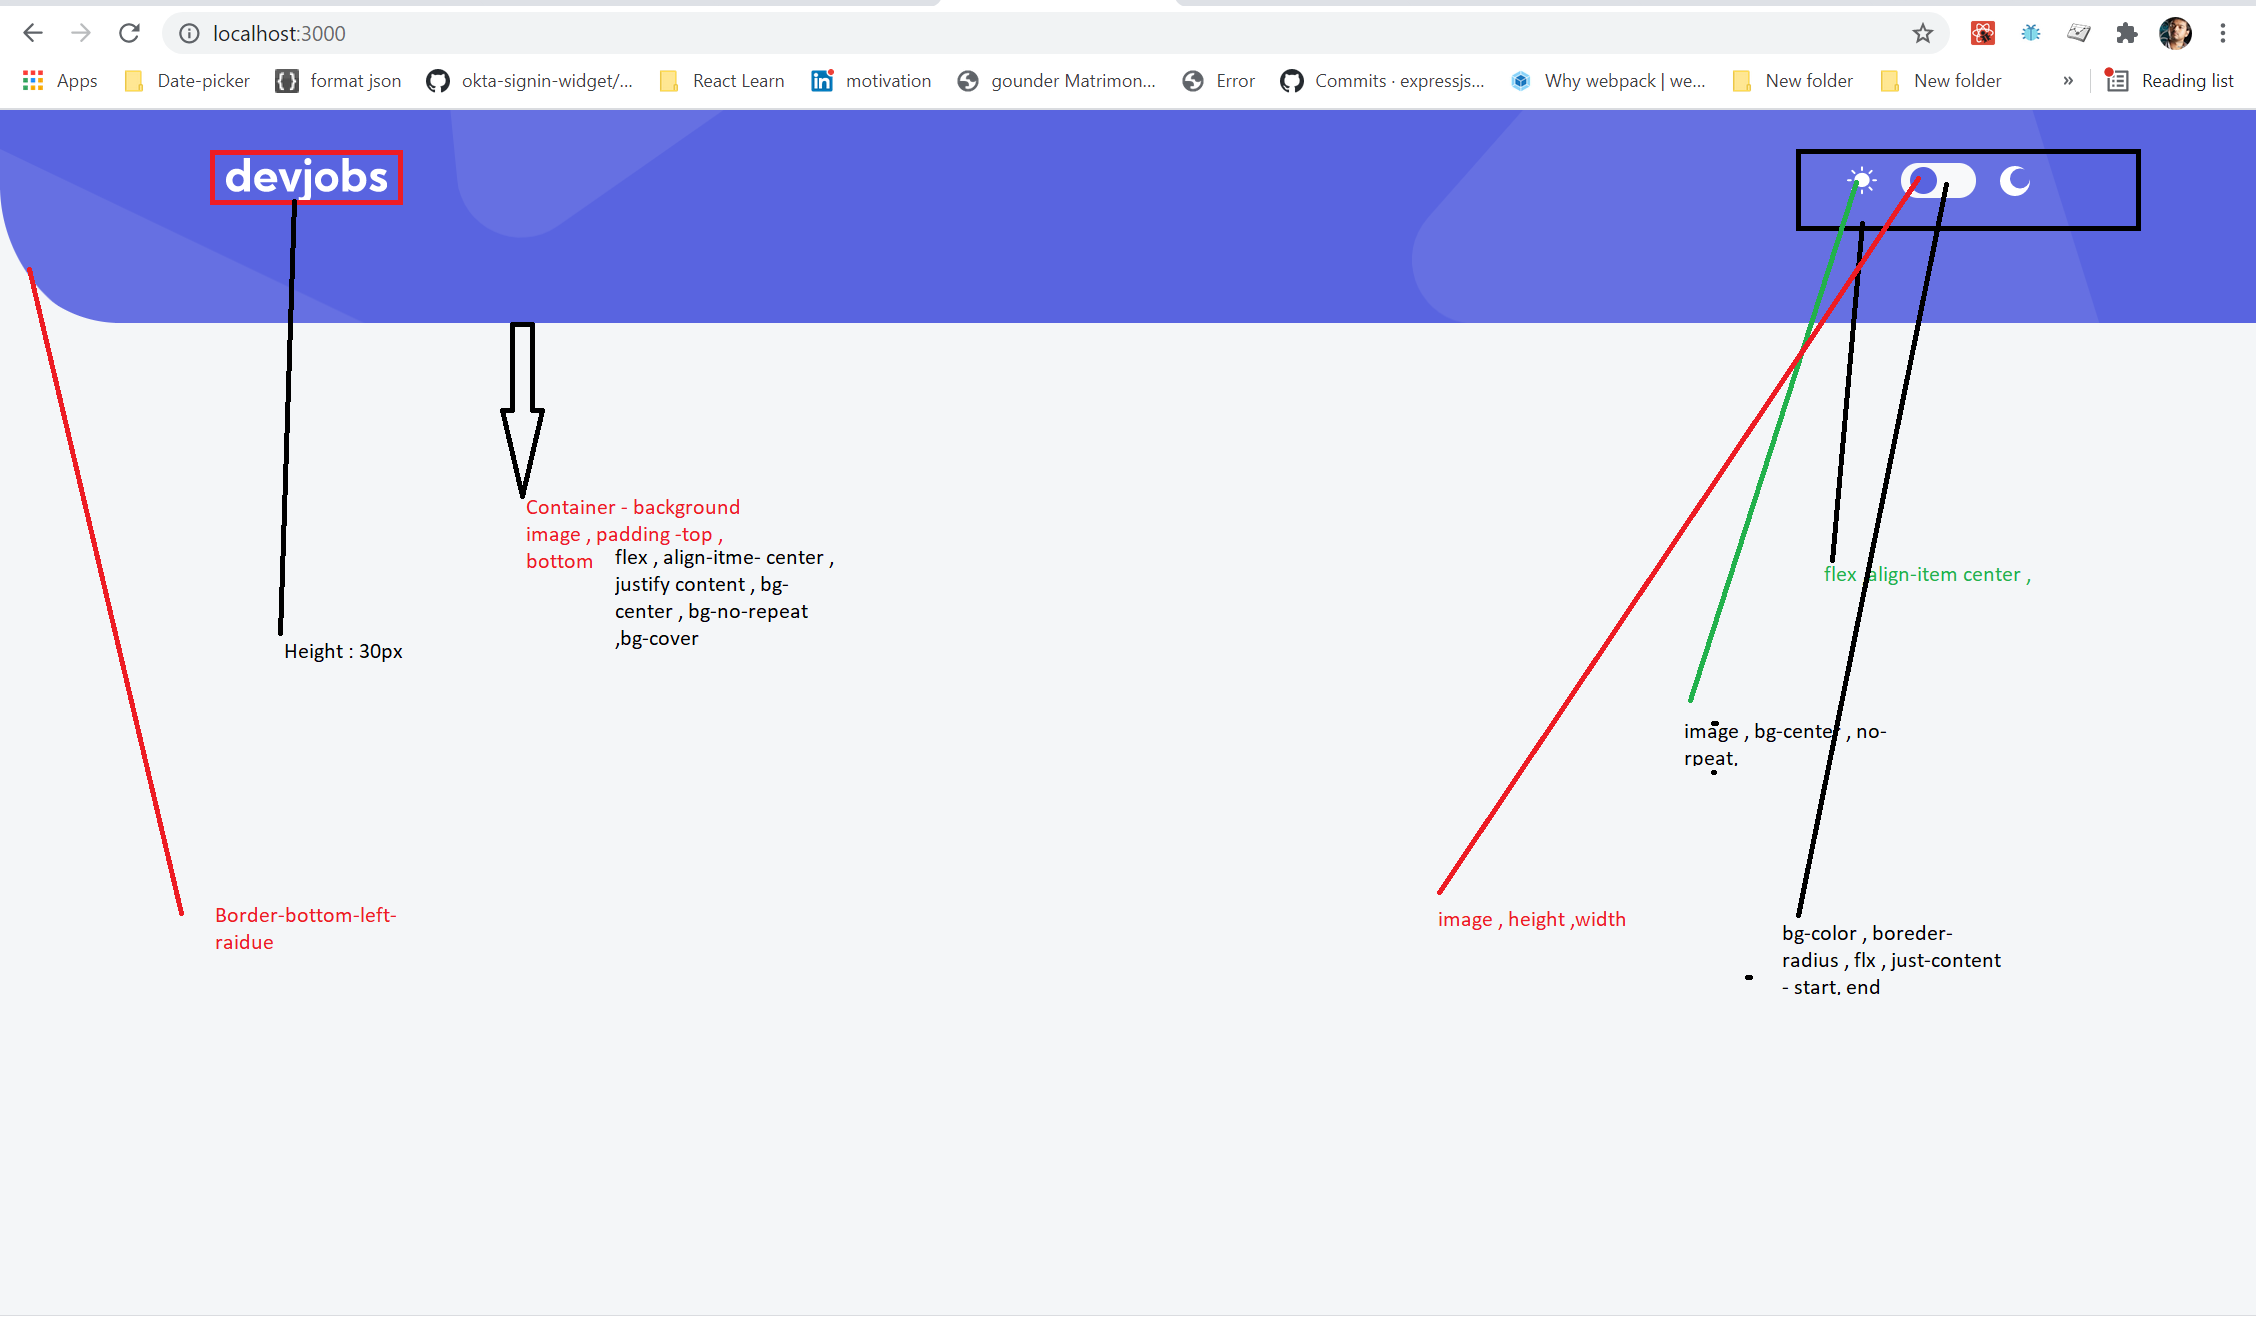 localhost:3000
Apps Date-picker format json okta-signin-widget/... React Learn motivation gounder Matrimon... Error Commits · expressjs... Why webpack | we... New folder New folder » Reading list
devjobs
Container - background
image , padding -top ,
bottom
flex , align-itme- center ,
justify content , bg-
center , bg-no-repeat
,bg-cover
flex ,align-item center ,
Height : 30px
image , bg-center , no-
rpeat.
Border-bottom-left-
raidue
image , height ,width
bg-color , boreder-
radius , flx , just-content
- start. end